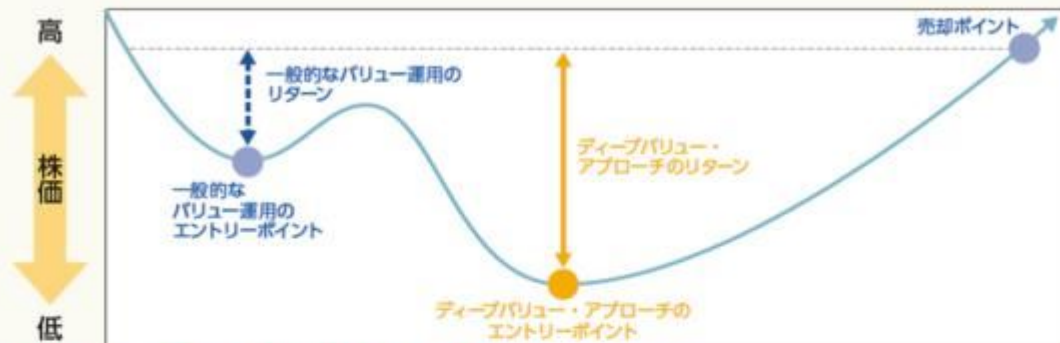 高
株価
低
売却ポイント
一般的なバリュー運用の
リターン
ディープバリュー・
アプローチのリターン
一般的な
バリュー運用の
エントリーポイント
ディープバリュー・アプローチの
エントリーポイント